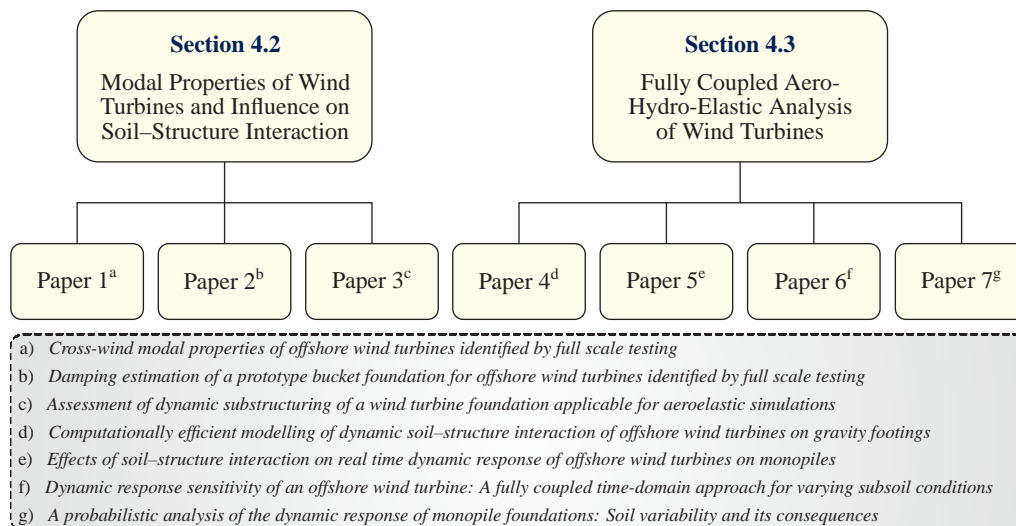 Section 4.2
Modal Properties of Wind
Turbines and Influence on
Soil–Structure Interaction
Section 4.3
Fully Coupled Aero-
Hydro-Elastic Analysis
of Wind Turbines
Paper 1a
Paper 2b
Paper 3c
Paper 4d
Paper 5e
Paper 6f
Paper 7g
a) Cross-wind modal properties of offshore wind turbines identified by full scale testing
b) Damping estimation of a prototype bucket foundation for offshore wind turbines identified by full scale testing
c) Assessment of dynamic substructuring of a wind turbine foundation applicable for aeroelastic simulations
d) Computationally efficient modelling of dynamic soil–structure interaction of offshore wind turbines on gravity footings
e) Effects of soil–structure interaction on real time dynamic response of offshore wind turbines on monopiles
f) Dynamic response sensitivity of an offshore wind turbine: A fully coupled time-domain approach for varying subsoil conditions
g) A probabilistic analysis of the dynamic response of monopile foundations: Soil variability and its consequences